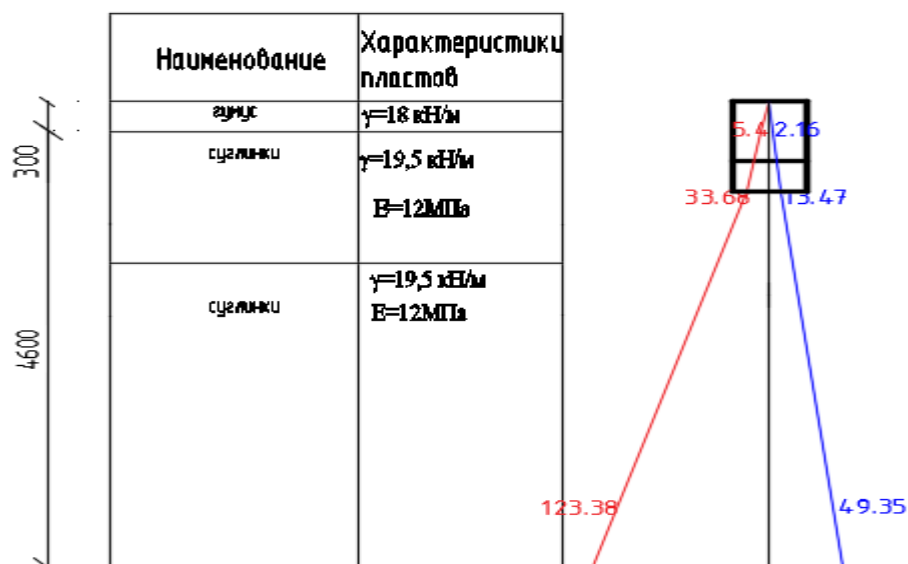 Наименование
Характеристики
пластов
гумус
γ=18 кН/м
300
суглинки
γ=19,5 кН/м
E=12МПа
4600
суглинки
γ=19,5 кН/м
E=12МПа
5.4 2.16
33.68 13.47
123.38 49.35